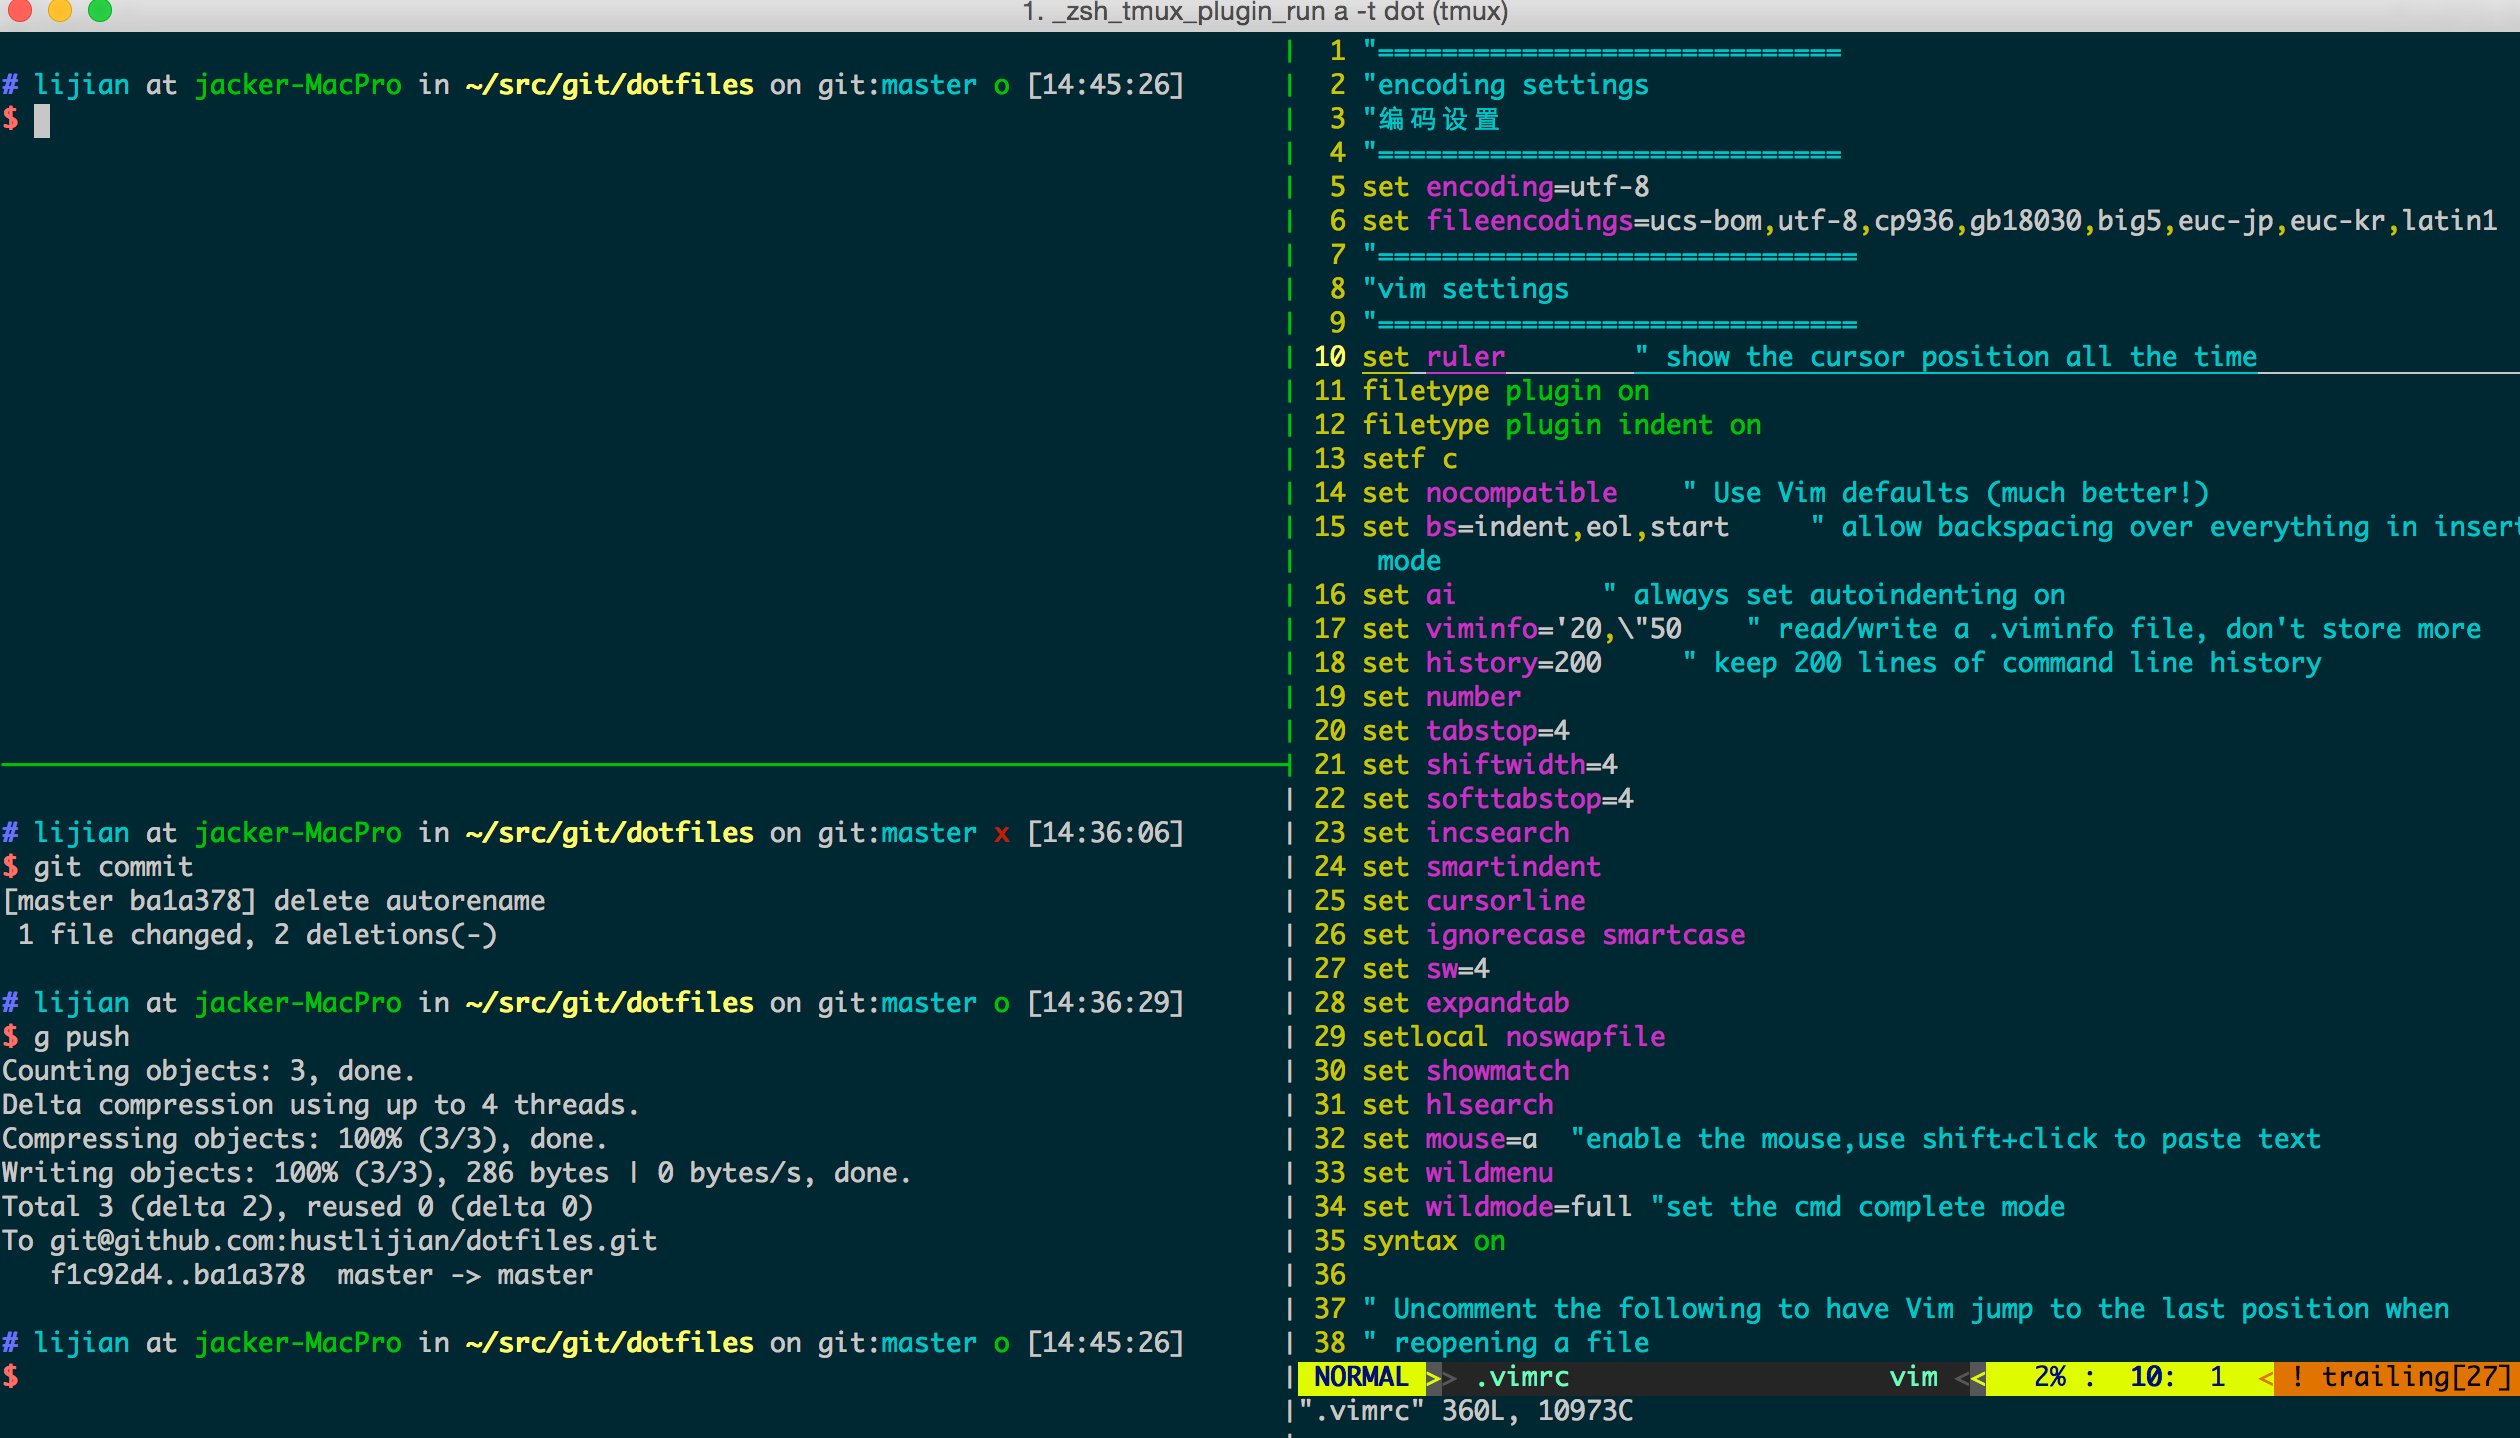 1. _zsh_tmux_plugin_run a -t dot (tmux)
# lijian at jacker-MacPro in ~/src/git/dotfiles on git:master o [14:45:26]
$
# lijian at jacker-MacPro in ~/src/git/dotfiles on git:master x [14:36:06]
$ git commit
[master ba1a378] delete autorename
 1 file changed, 2 deletions(-)
# lijian at jacker-MacPro in ~/src/git/dotfiles on git:master o [14:36:29]
$ g push
Counting objects: 3, done.
Delta compression using up to 4 threads.
Compressing objects: 100% (3/3), done.
Writing objects: 100% (3/3), 286 bytes | 0 bytes/s, done.
Total 3 (delta 2), reused 0 (delta 0)
To git@github.com:hustlijian/dotfiles.git
   f1c92d4..ba1a378  master -> master
# lijian at jacker-MacPro in ~/src/git/dotfiles on git:master o [14:45:26]
$
1 "=============================
2 "encoding settings
3 "编码设置
4 "=============================
5 set encoding=utf-8
6 set fileencodings=ucs-bom,utf-8,cp936,gb18030,big5,euc-jp,euc-kr,latin1
7 "==============================
8 "vim settings
9 "==============================
10 set ruler        " show the cursor position all the time
11 filetype plugin on
12 filetype plugin indent on
13 setf c
14 set nocompatible    " Use Vim defaults (much better!)
15 set bs=indent,eol,start     " allow backspacing over everything in insert
mode
16 set ai         " always set autoindenting on
17 set viminfo='20,\"50    " read/write a .viminfo file, don't store more
18 set history=200     " keep 200 lines of command line history
19 set number
20 set tabstop=4
21 set shiftwidth=4
22 set softtabstop=4
23 set incsearch
24 set smartindent
25 set cursorline
26 set ignorecase smartcase
27 set sw=4
28 set expandtab
29 setlocal noswapfile
30 set showmatch
31 set hlsearch
32 set mouse=a  "enable the mouse,use shift+click to paste text
33 set wildmenu
34 set wildmode=full "set the cmd complete mode
35 syntax on
36
37 " Uncomment the following to have Vim jump to the last position when
38 " reopening a file
NORMAL >> .vimrc vim << 2% : 10: 1 < ! trailing[27]
".vimrc" 360L, 10973C